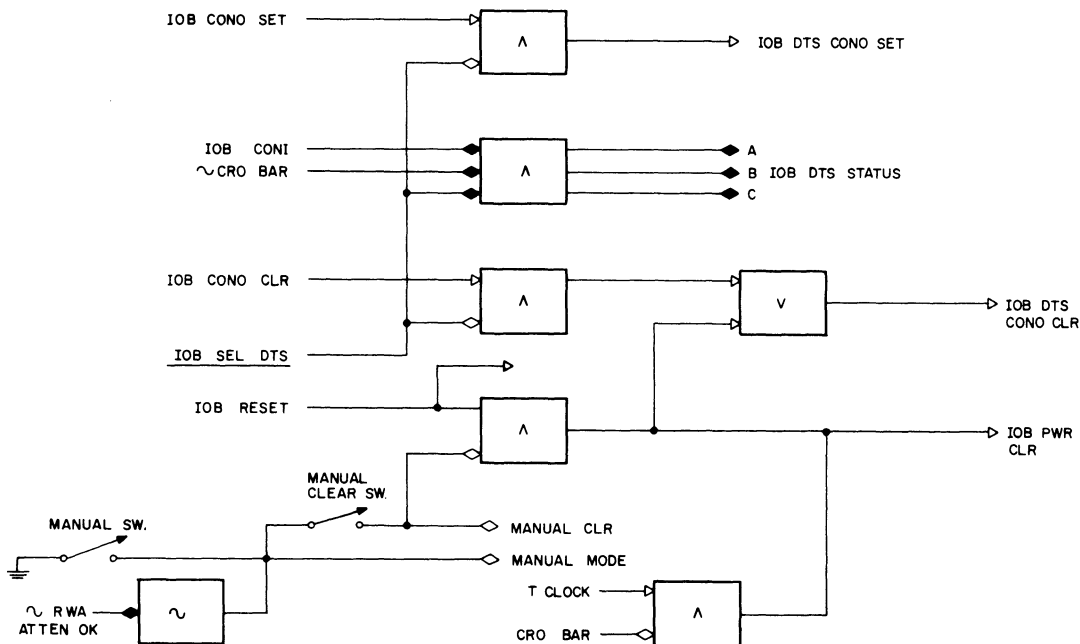 IOB CONO SET
∧
IOB DTS CONO SET
IOB CONI
∼CRO BAR
∧
A
B IOB DTS STATUS
C
IOB CONO CLR
∧
∨
IOB DTS
CONO CLR
IOB SEL DTS
IOB RESET
∧
IOB PWR
CLR
MANUAL
CLEAR SW.
MANUAL SW.
MANUAL CLR
MANUAL MODE
∼ RWA
ATTEN OK
∼
T CLOCK
CRO BAR
∧